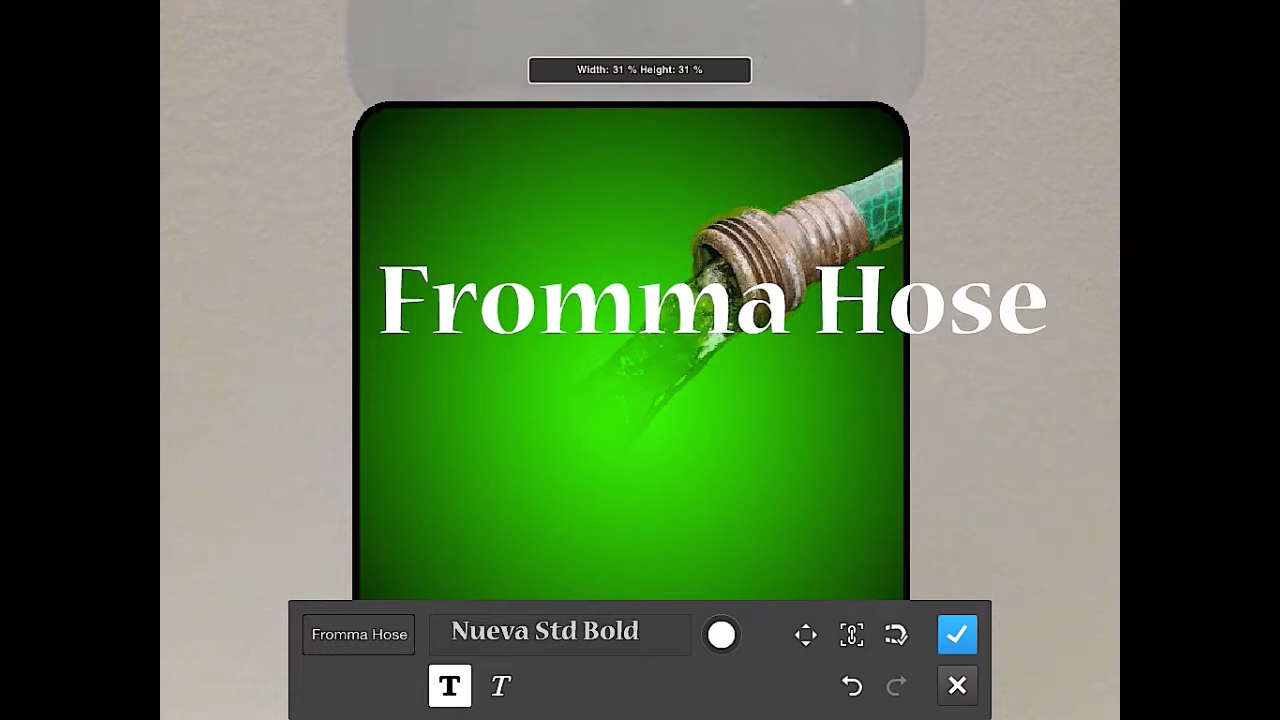 Width: 31 % Height: 31 %
Fromma Hose
Fromma Hose
Nueva Std Bold
T T